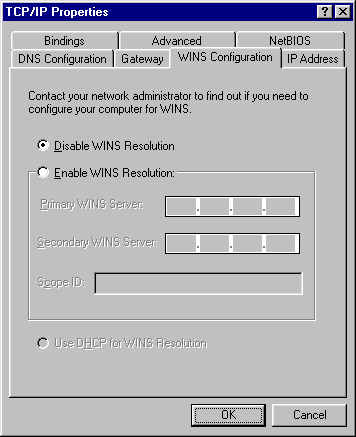 TCP/IP Properties
Bindings Advanced NetBIOS
DNS Configuration Gateway WINS Configuration IP Address
Contact your network administrator to find out if you need to
configure your computer for WINS.
Disable WINS Resolution
Enable WINS Resolution:
Primary WINS Server:
Secondary WINS Server:
Scope ID:
Use DHCP for WINS Resolution
OK Cancel